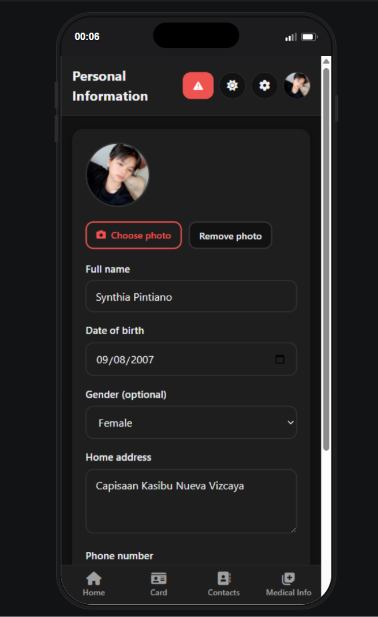 00:06
Personal
Information
Choose photo
Remove photo
Full name
Synthia Pintiano
Date of birth
09/08/2007
Gender (optional)
Female
Home address
Capisaan Kasibu Nueva Vizcaya
Phone number
Home
Card
Contacts
Medical Info